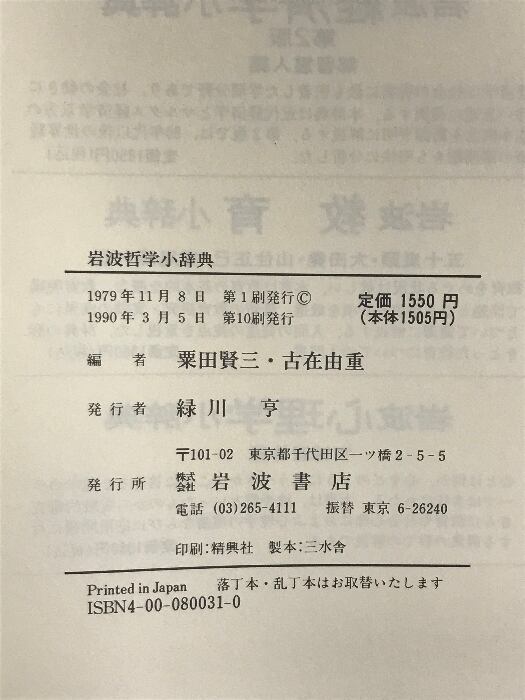 岩波哲学小辞典
1979年11月8日 第1刷発行©
1990年3月5日 第10刷発行
定価 1550円
(本体1505円)
編者 粟田賢三・古在由重
発行者 緑川 亨
〒101-02 東京都千代田区一ツ橋2-5-5
発行所 株式会社 岩波書店
電話 (03)265-4111 振替 東京 6-26240
印刷:精興社 製本:三水舎
Printed in Japan 落丁本・乱丁本はお取替いたします
ISBN4-00-080031-0